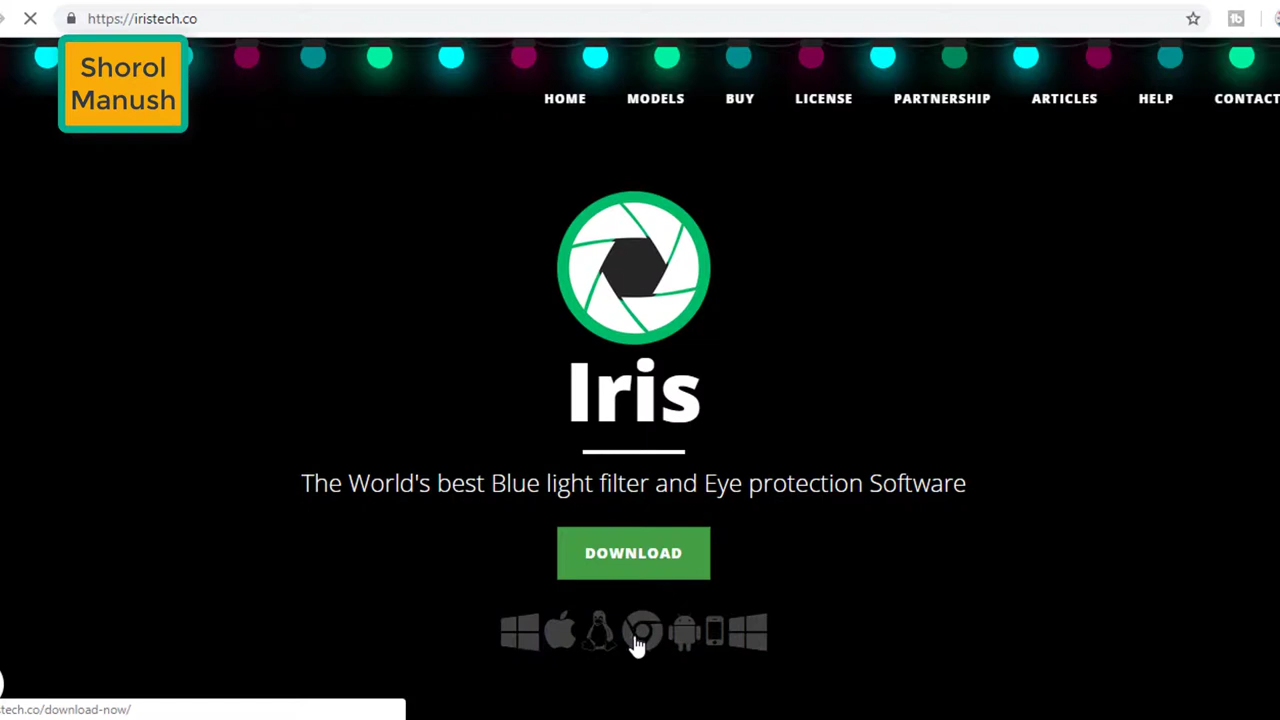 https://iristech.co
Shorol
Manush
HOME MODELS BUY LICENSE PARTNERSHIP ARTICLES HELP CONTACT
Iris
The World's best Blue light filter and Eye protection Software
DOWNLOAD
stech.co/download-now/